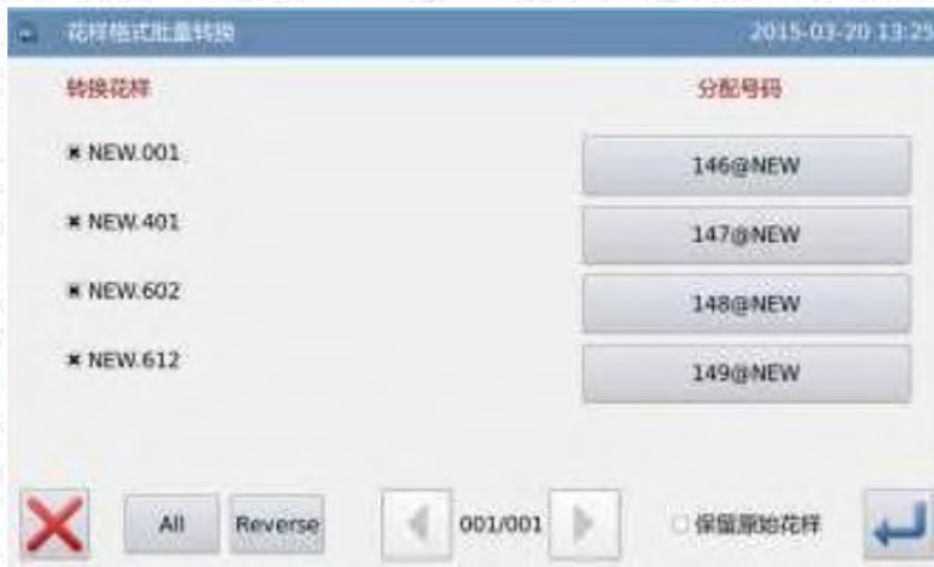 花样格式批量转换 2015-03-20 13:25
转换花样 分配号码
NEW.001 146@NEW
NEW.401 147@NEW
NEW.602 148@NEW
NEW.612 149@NEW
All Reverse 001/001 保留原始花样